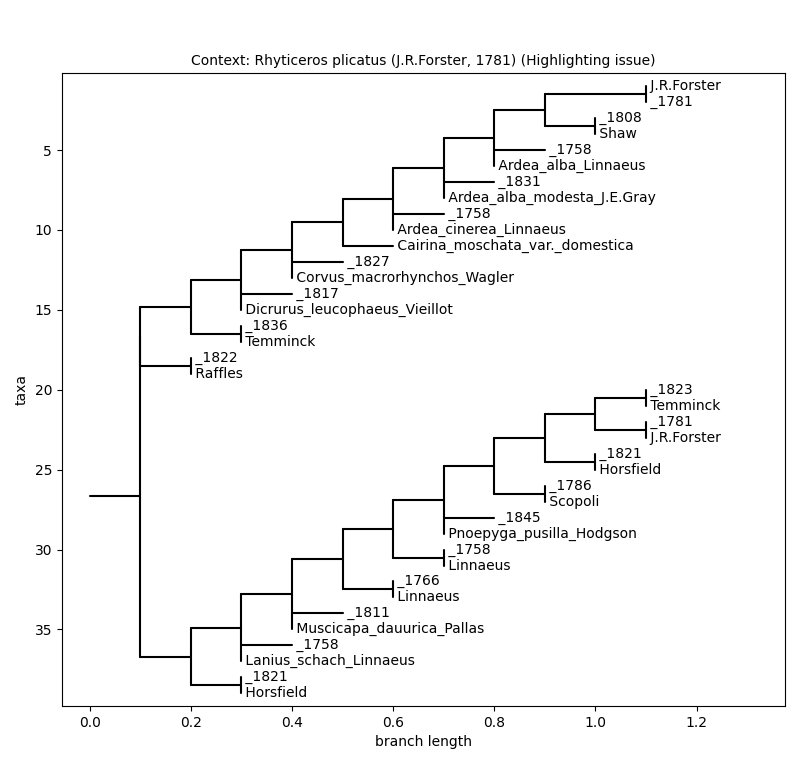 Context: Rhyticeros plicatus (J.R.Forster, 1781) (Highlighting issue)
J.R.Forster
_1781
_1808
Shaw
_1758
Ardea_alba_Linnaeus
_1831
Ardea_alba_modesta_J.E.Gray
_1758
Ardea_cinerea_Linnaeus
Cairina_moschata_var._domestica
_1827
Corvus_macrorhynchos_Wagler
_1817
Dicrurus_leucophaeus_Vieillot
_1836
Temminck
_1822
Raffles
_1823
Temminck
_1781
J.R.Forster
_1821
Horsfield
_1786
Scopoli
_1845
Pnoepyga_pusilla_Hodgson
_1758
Linnaeus
_1766
Linnaeus
_1811
Muscicapa_dauurica_Pallas
_1758
Lanius_schach_Linnaeus
_1821
Horsfield
5
10
15
20
25
30
35
taxa
0.0 0.2 0.4 0.6 0.8 1.0 1.2
branch length